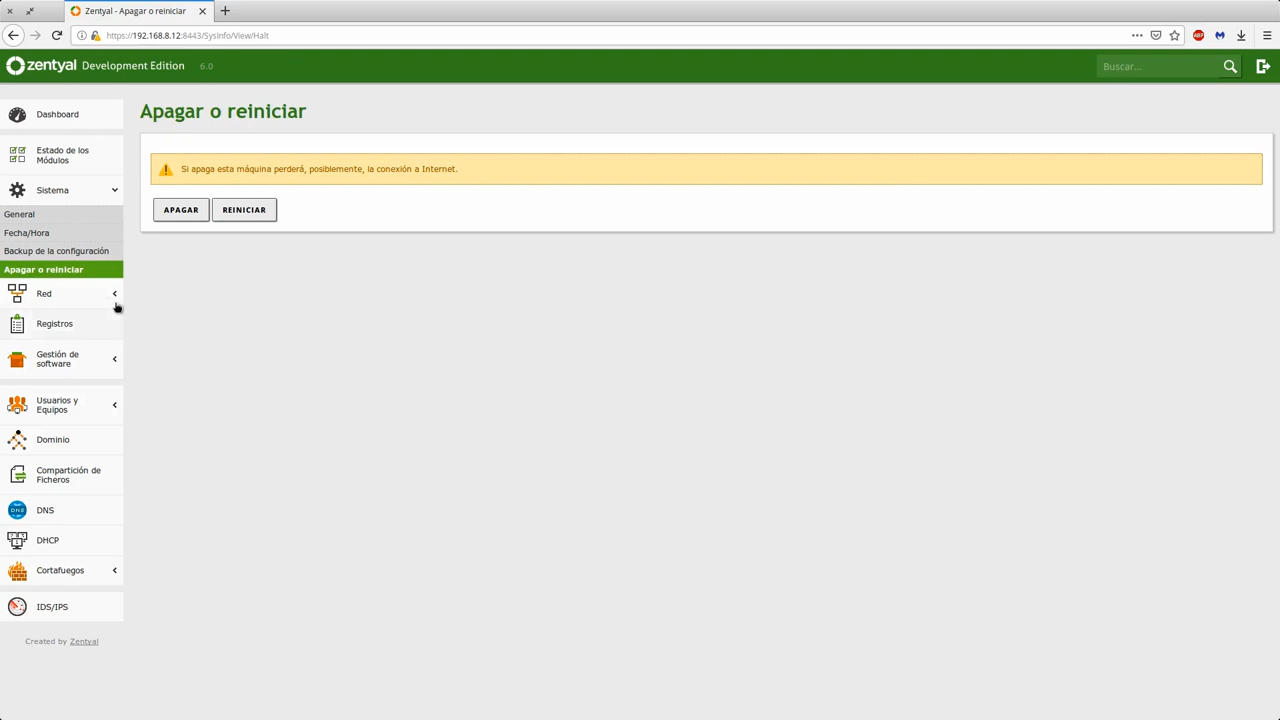 Zentyal - Apagar o reiniciar
https://192.168.8.12:8443/SysInfo/View/Halt
ABP
zentyal Development Edition 6.0
Buscar...
Dashboard
Estado de los
Módulos
Sistema
General
Fecha/Hora
Backup de la configuración
Apagar o reiniciar
Red
Registros
Gestión de
software
Usuarios y
Equipos
Dominio
Compartición de
Ficheros
DNS
DNS
DHCP
Cortafuegos
IDS/IPS
Created by Zentyal
Apagar o reiniciar
Si apaga esta máquina perderá, posiblemente, la conexión a Internet.
APAGAR
REINICIAR